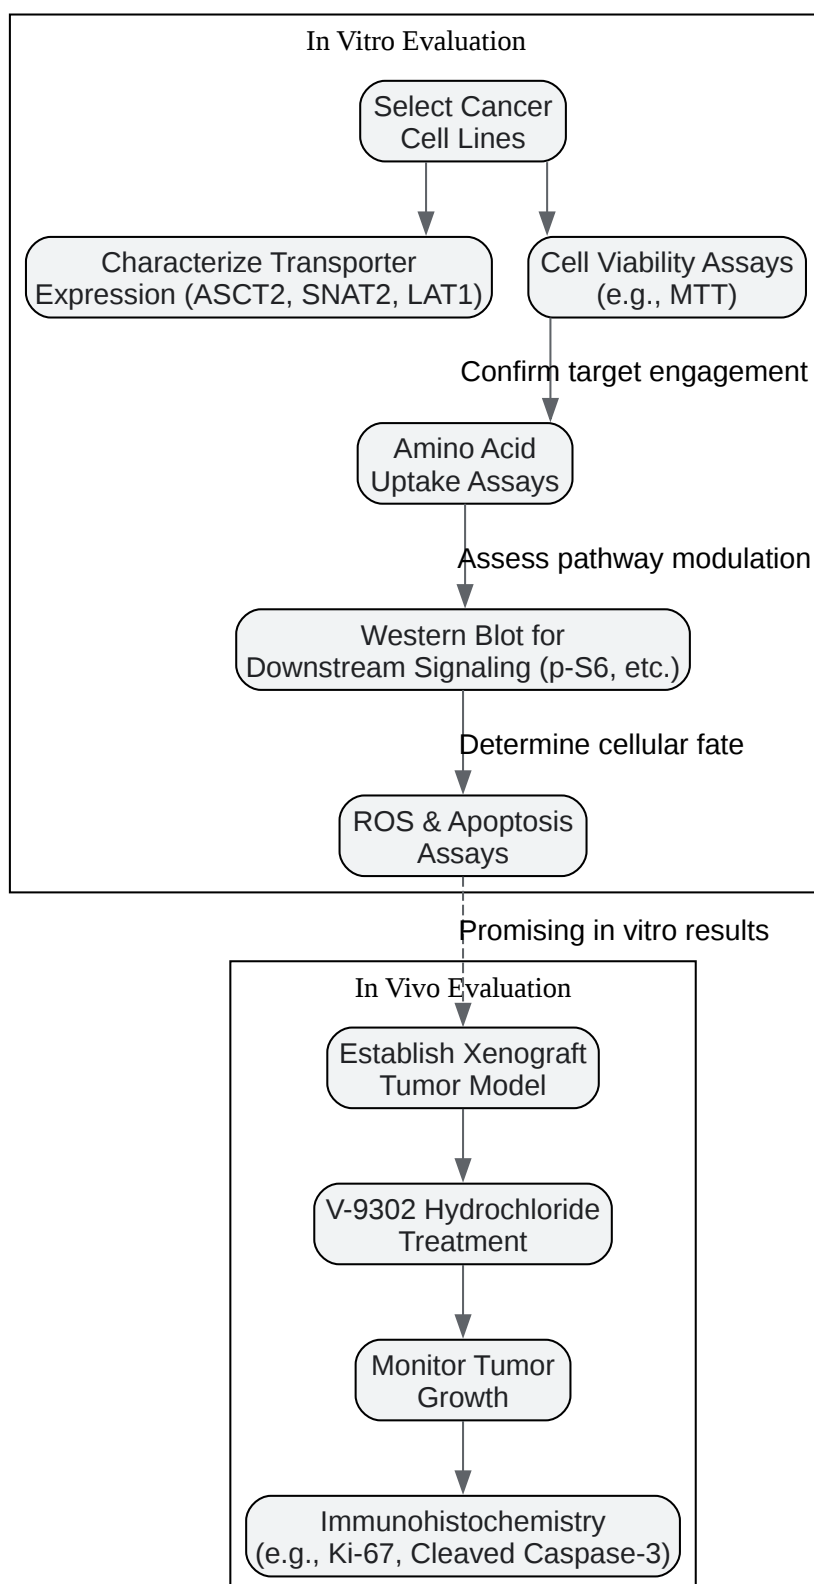 In Vitro Evaluation
Select Cancer
Cell Lines
Characterize Transporter
Expression (ASCT2, SNAT2, LAT1)
Cell Viability Assays
(e.g., MTT)
Confirm target engagement
Amino Acid
Uptake Assays
Assess pathway modulation
Western Blot for
Downstream Signaling (p-S6, etc.)
Determine cellular fate
ROS & Apoptosis
Assays
Promising in vitro results
In Vivo Evaluation
Establish Xenograft
Tumor Model
V-9302 Hydrochloride
Treatment
Monitor Tumor
Growth
Immunohistochemistry
(e.g., Ki-67, Cleaved Caspase-3)